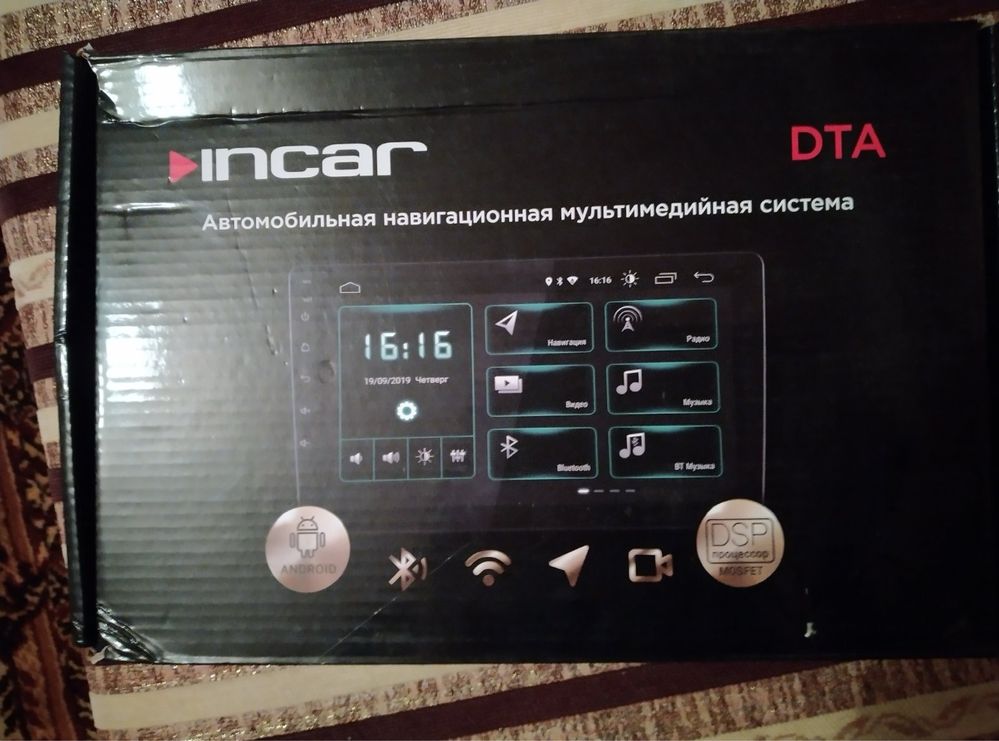 incar
DTA
Автомобильная навигационная мультимедийная система
16:16
16:16
19/09/2019 Четверг
Навигация
Радио
Видео
Музыка
Bluetooth
BT Музыка
ANDROID
DSP
процессор
MOSFET